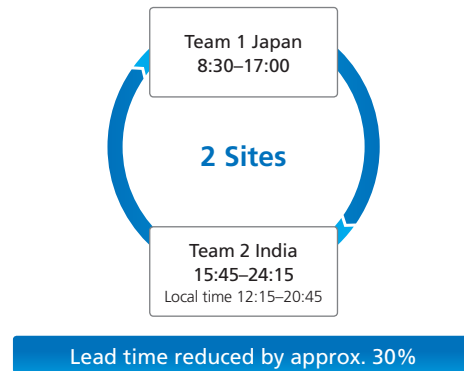 Team 1 Japan
8:30–17:00
2 Sites
Team 2 India
15:45–24:15
Local time 12:15–20:45
Lead time reduced by approx. 30%